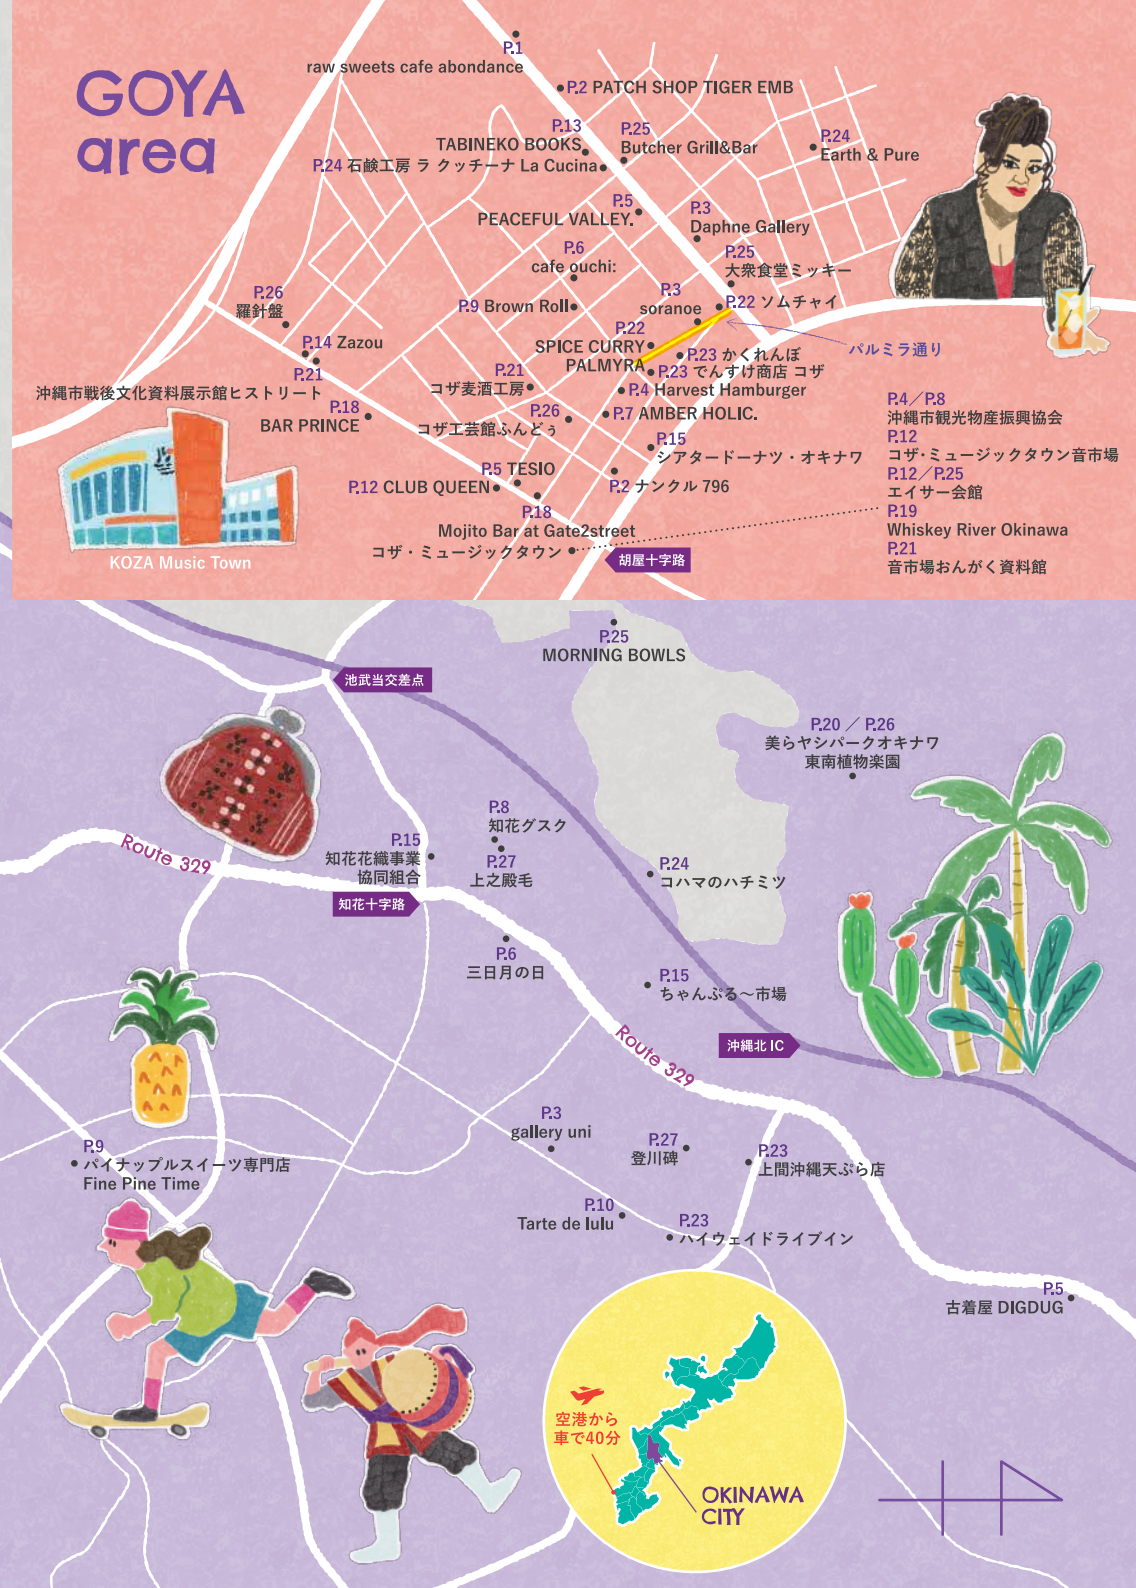 GOYA
area
P.1
raw sweets cafe abondance
P.2 PATCH SHOP TIGER EMB
P.13
TABINEKO BOOKS
P.25
Butcher Grill&Bar
P.24
Earth & Pure
P.24 石鹸工房 ラ クッチーナ La Cucina
P.5
PEACEFUL VALLEY.
P.3
Daphne Gallery
P.6
cafe ouchi:
P.25
大衆食堂ミッキー
P.26
羅針盤
P.9 Brown Roll
P.3
soranoe
P.22 ソムチャイ
P.14 Zazou
P.22
SPICE CURRY
PALMYRA
パルミラ通り
P.23 かくれんぼ
P.21
沖縄市戦後文化資料展示館ヒストリート
P.21
コザ麦酒工房
P.23 でんすけ商店 コザ
P.4 Harvest Hamburger
P.18
BAR PRINCE
P.26
コザ工芸館ふんどぅ
P.7 AMBER HOLIC.
P.15
シアタードーナツ・オキナワ
P.5 TESIO
P.12 CLUB QUEEN
P.2 ナンクル 796
P.18
Mojito Bar at Gate2street
コザ・ミュージックタウン
胡屋十字路
P.4／P.8
沖縄市観光物産振興協会
P.12
コザ・ミュージックタウン音市場
P.12／P.25
エイサー会館
P.19
Whiskey River Okinawa
P.21
音市場おんがく資料館
KOZA Music Town
P.25
MORNING BOWLS
池武当交差点
P.20 ／ P.26
美らヤシパークオキナワ
東南植物楽園
P.8
知花グスク
Route 329
P.15
知花花織事業
協同組合
P.27
上之殿毛
P.24
コハマのハチミツ
知花十字路
P.6
三日月の日
P.15
ちゃんぷる〜市場
沖縄北 IC
Route 329
P.3
gallery uni
P.27
登川碑
P.23
上間沖縄天ぷら店
P.9
パイナップルスイーツ専門店
Fine Pine Time
P.10
Tarte de lulu
P.23
ハイウェイドライブイン
P.5
古着屋 DIGDUG
空港から
車で40分
OKINAWA
CITY